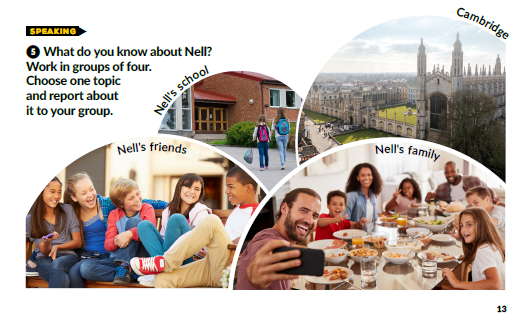 SPEAKING
5 What do you know about Nell?
Work in groups of four.
Choose one topic
and report about
it to your group.
Nell's school
Cambridge
Nell's friends
Nell's family
13